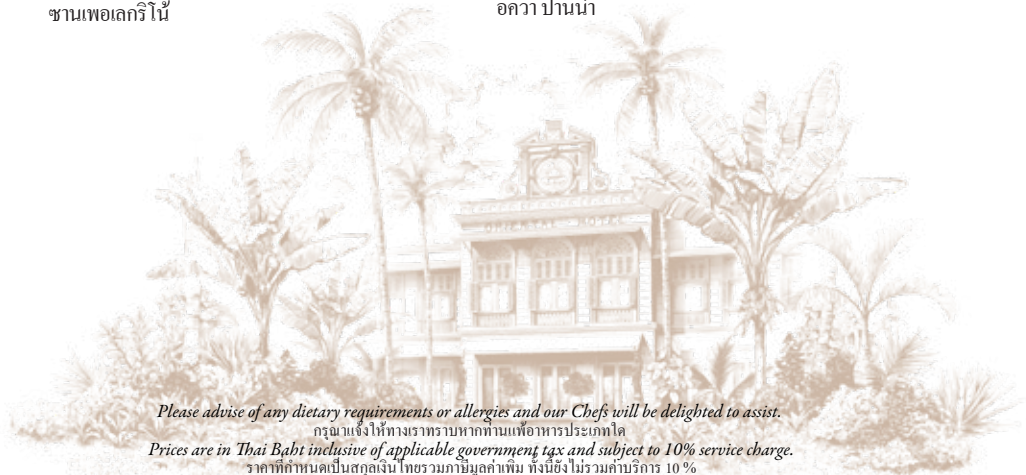 ซานเพอเลกริโน้
อควา ปานน่า
ORIENTAL HOTEL
Please advise of any dietary requirements or allergies and our Chefs will be delighted to assist.
กรุณาแจ้งให้ทางเราทราบหากท่านแพ้อาหารประเภทใด
Prices are in Thai Baht inclusive of applicable government tax and subject to 10% service charge.
ราคาที่กำหนดเป็นสกุลเงินไทยรวมภาษีมูลค่าเพิ่ม ทั้งนี้ยังไม่รวมค่าบริการ 10 %